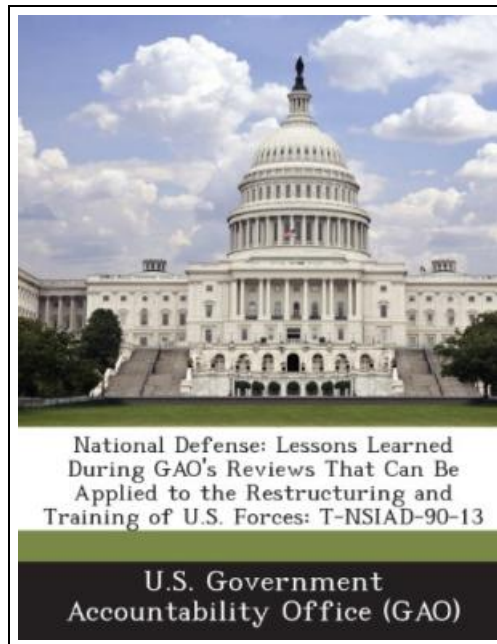 National Defense: Lessons Learned
During GAO's Reviews That Can Be
Applied to the Restructuring and
Training of U.S. Forces: T-NSIAD-90-13
U.S. Government
Accountability Office (GAO)